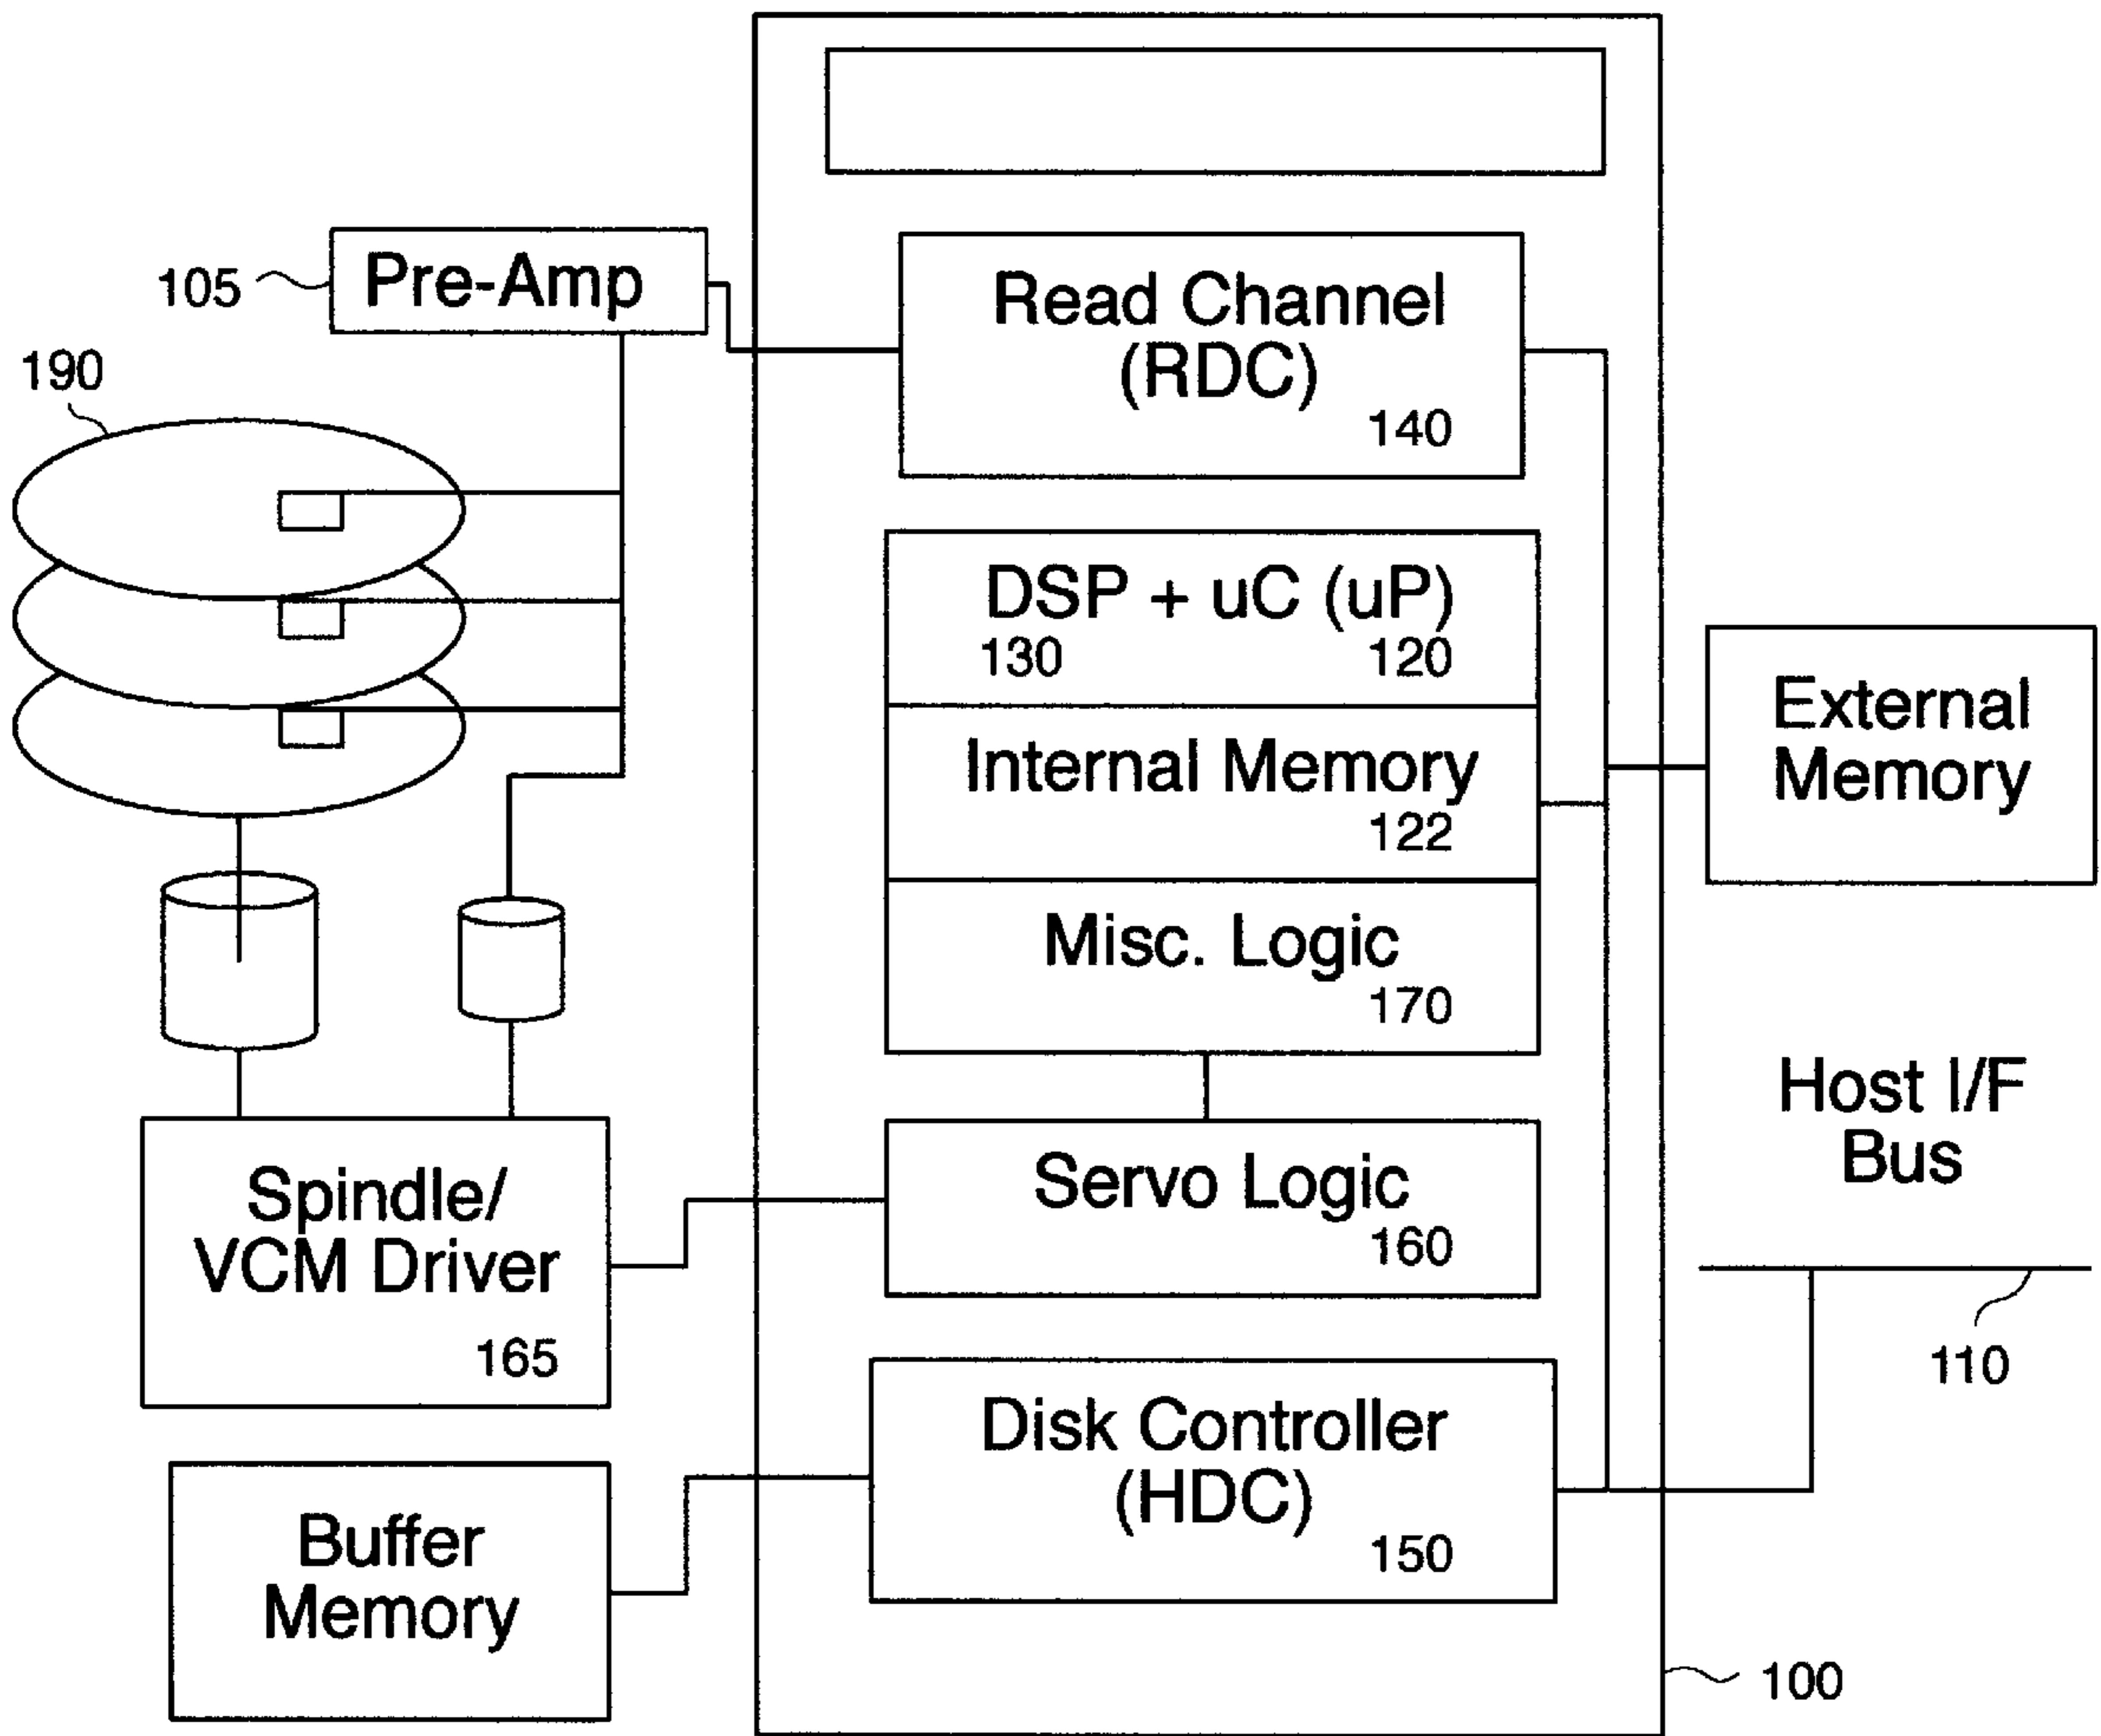 Pre-Amp
105
190
Read Channel
(RDC)
140
DSP + uC (uP)
130 120
Internal Memory
122
Misc. Logic
170
External
Memory
Spindle/
VCM Driver
165
Servo Logic
160
Host I/F
Bus
110
Buffer
Memory
Disk Controller
(HDC)
150
100